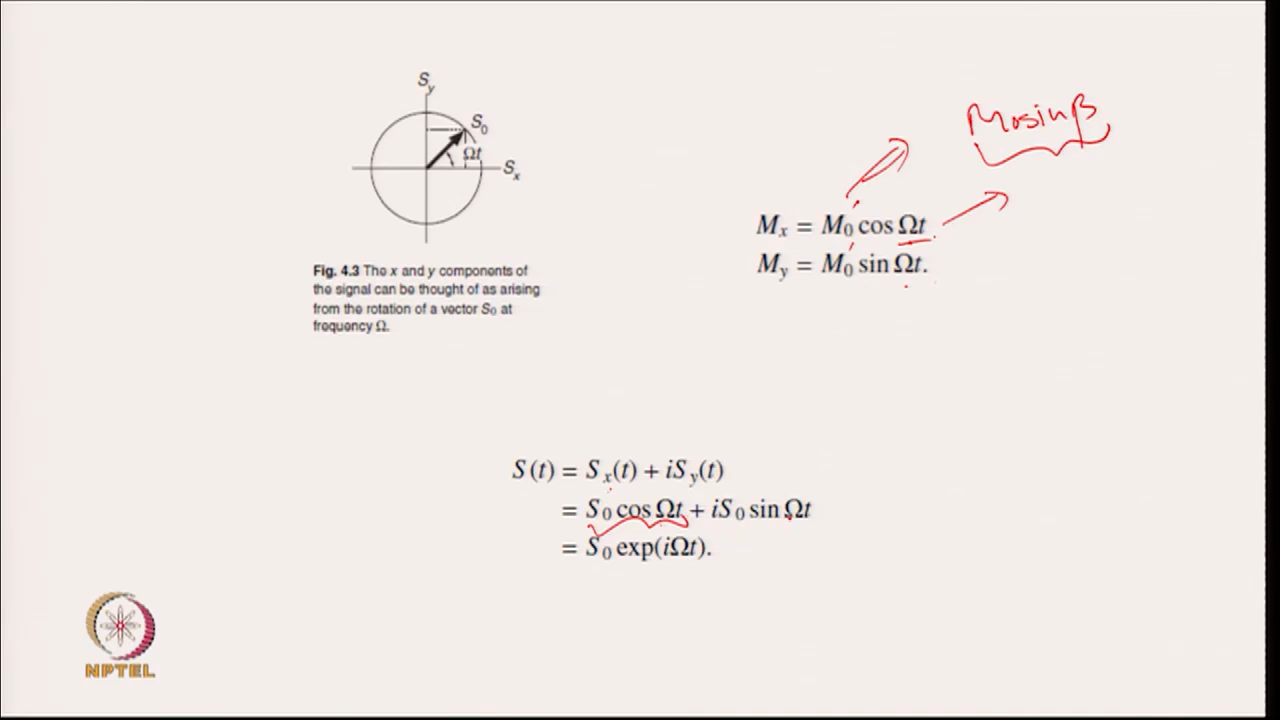 S_y
S_0
Ωt
S_x
Fig. 4.3 The x and y components of
the signal can be thought of as arising
from the rotation of a vector S_0 at
frequency Ω.
M_0 sin β
M_x = M_0 cos Ωt
M_y = M_0 sin Ωt.
S(t) = S_x(t) + iS_y(t)
= S_0 cos Ωt + iS_0 sin Ωt
= S_0 exp(iΩt).
NPTEL